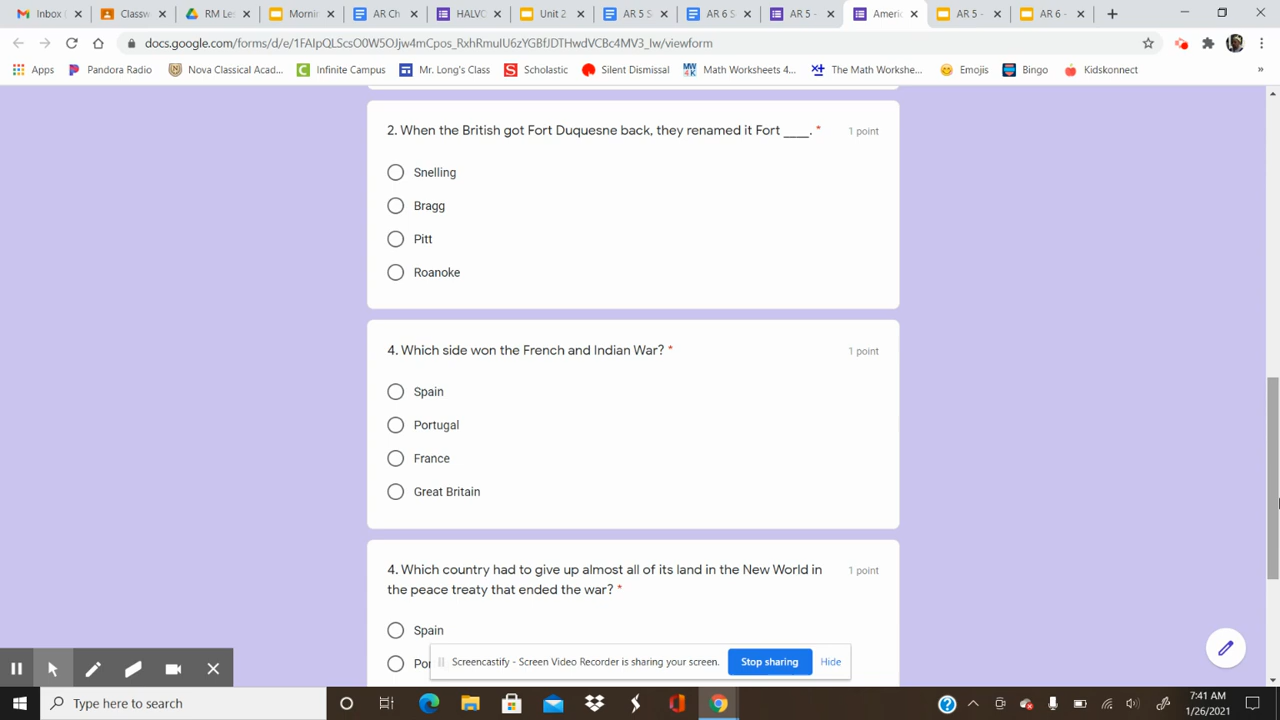 Inbox (
Classw
RM Les
Mornin
AR Ch
HALVO
Unit 2
AR 5 S
AR 6 S
AR 5 -
Americ
AR 5 -
AR 6 -
docs.google.com/forms/d/e/1FAIpQLScsO0W5OJjw4mCpos_RxhRmuIU6zYGBfJDTHwdVCBc4MV3_lw/viewform
Apps
Pandora Radio
Nova Classical Acad...
Infinite Campus
Mr. Long's Class
Scholastic
Silent Dismissal
Math Worksheets 4...
The Math Workshe...
Emojis
Bingo
Kidskonnect
»
2. When the British got Fort Duquesne back, they renamed it Fort ____. * 1 point
Snelling
Bragg
Pitt
Roanoke
4. Which side won the French and Indian War? * 1 point
Spain
Portugal
France
Great Britain
4. Which country had to give up almost all of its land in the New World in 1 point
the peace treaty that ended the war? *
Spain
Por
Screencastify - Screen Video Recorder is sharing your screen. Stop sharing Hide
Type here to search
7:41 AM
1/26/2021